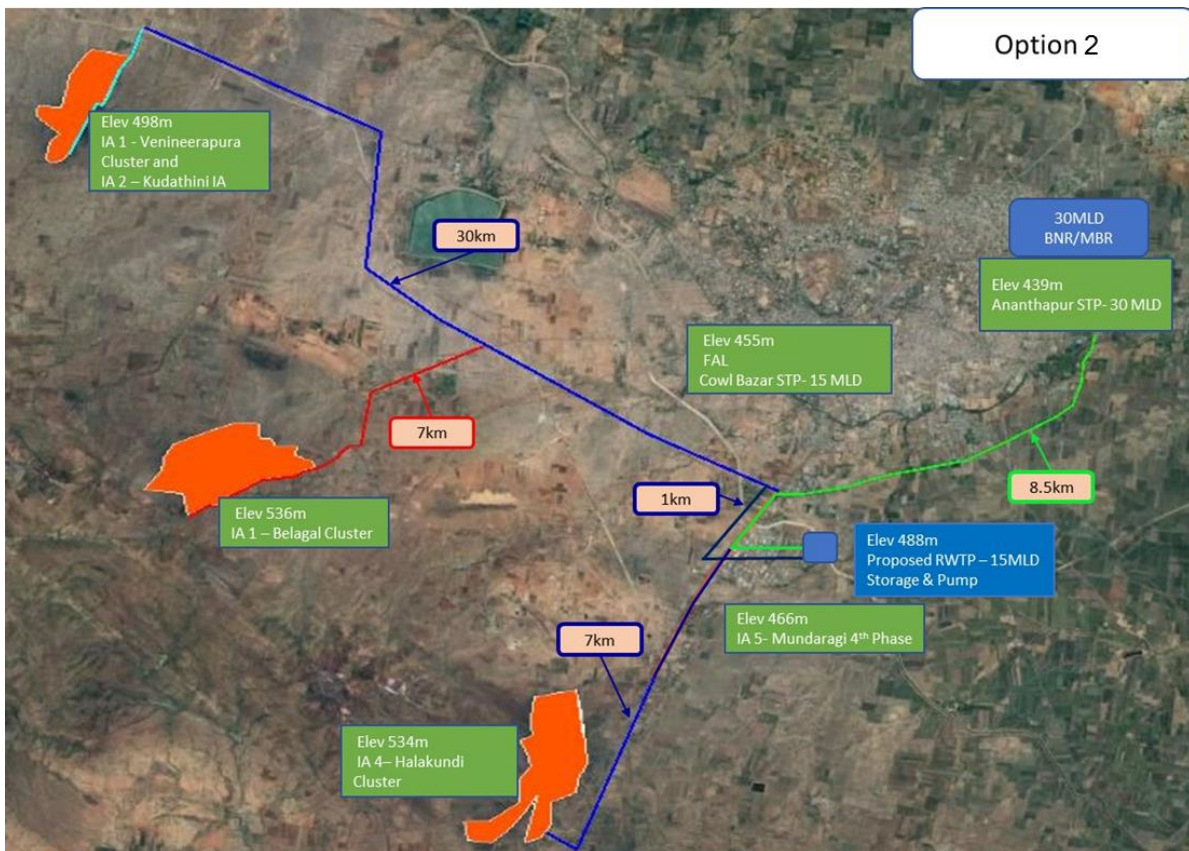 Option 2
Elev 498m
IA 1 - Venineerapura
Cluster and
IA 2 – Kudathini IA
30km
30MLD
BNR/MBR
Elev 439m
Ananthapur STP- 30 MLD
Elev 455m
FAL
Cowl Bazar STP- 15 MLD
7km
8.5km
1km
Elev 536m
IA 1 – Belagal Cluster
Elev 488m
Proposed RWTP – 15MLD
Storage & Pump
Elev 466m
IA 5- Mundaragi 4th Phase
7km
Elev 534m
IA 4– Halakundi
Cluster